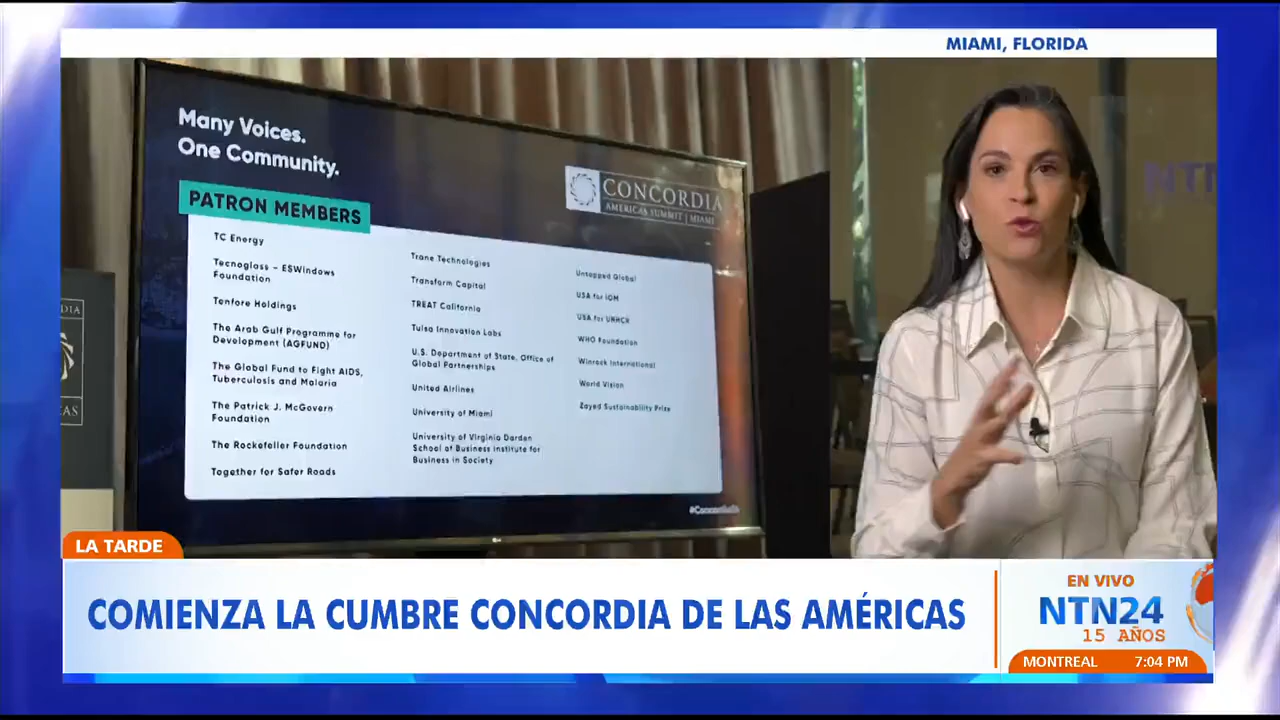 MIAMI, FLORIDA
Many Voices.
One Community.
PATRON MEMBERS
CONCORDIA
AMERICAS SUMMIT | MIAMI
TC Energy
Tecnoglass – ESWindows
Foundation
Tenfore Holdings
The Arab Gulf Programme for
Development (AGFUND)
The Global Fund to Fight AIDS,
Tuberculosis and Malaria
The Patrick J. McGovern
Foundation
The Rockefeller Foundation
Together for Safer Roads
Trane Technologies
Transform Capital
TREAT California
Tulsa Innovation Labs
U.S. Department of State, Office of
Global Partnerships
United Airlines
University of Miami
University of Virginia Darden
School of Business Institute for
Business in Society
Untapped Global
USA for IOM
USA for UNHCR
WHO Foundation
Winrock International
World Vision
Zayed Sustainability Prize
NTN
LA TARDE
COMIENZA LA CUMBRE CONCORDIA DE LAS AMÉRICAS
EN VIVO
NTN24
15 AÑOS
MONTREAL 7:04 PM